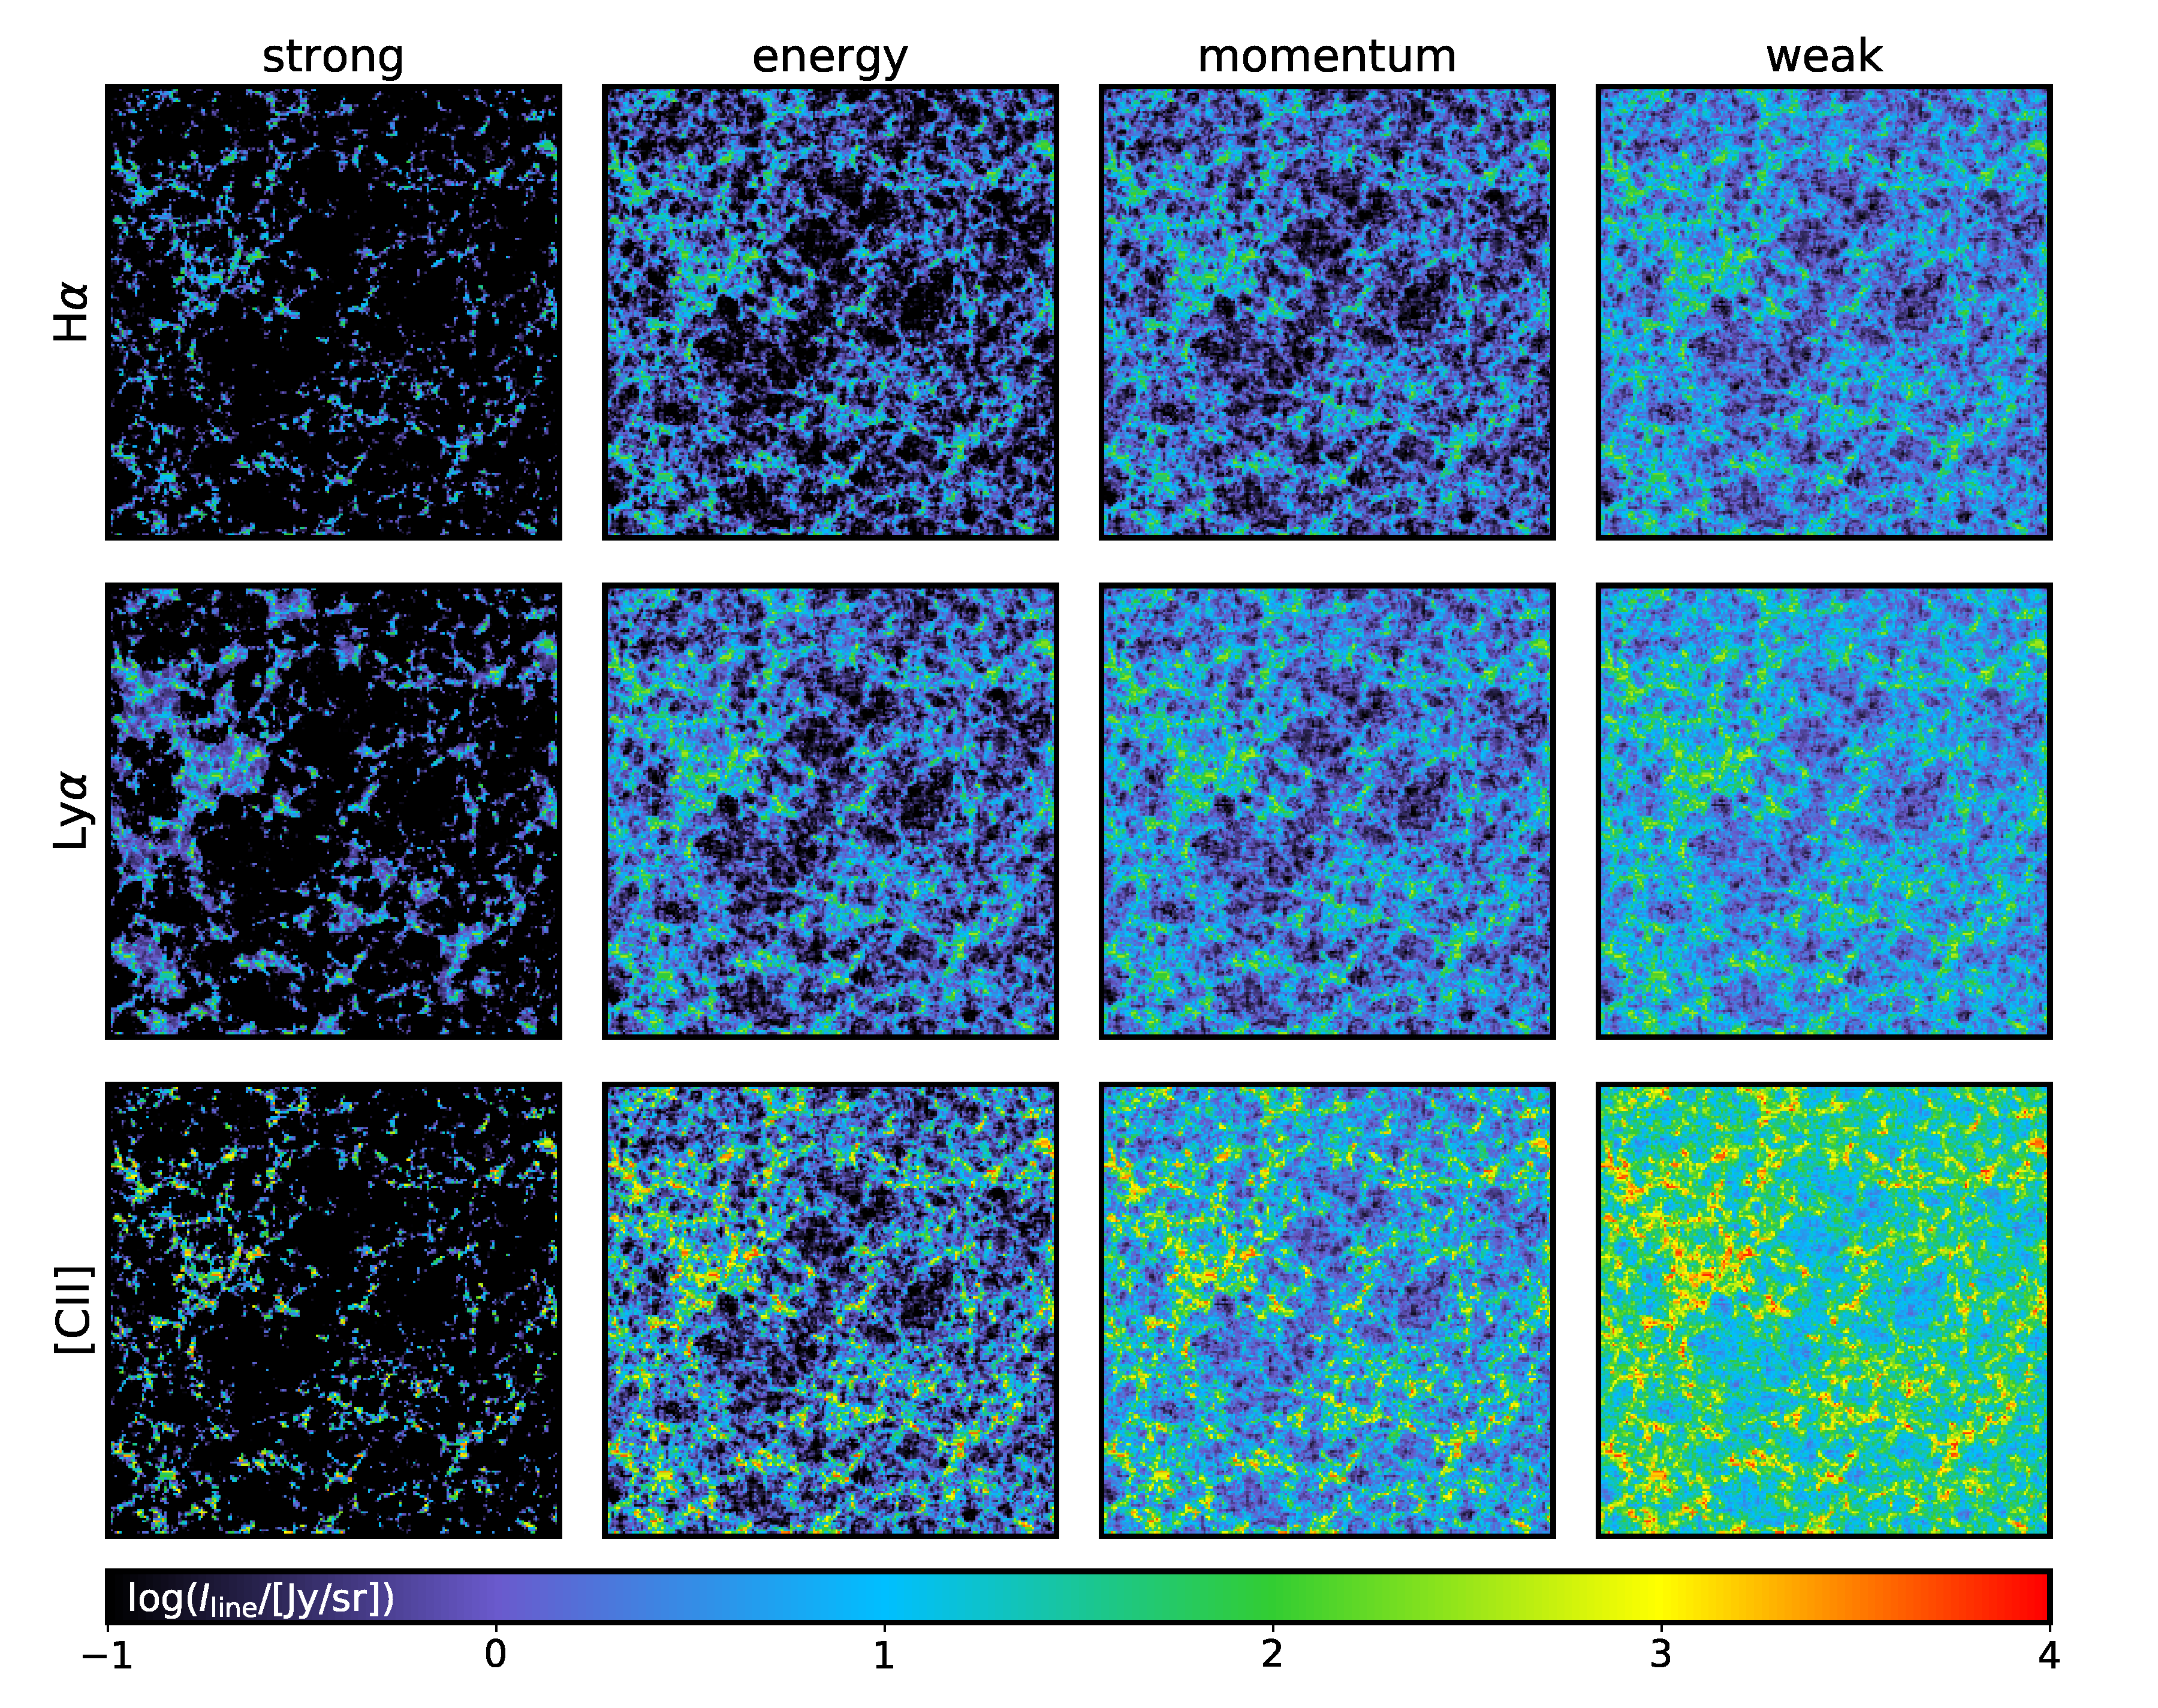 strong energy momentum weak
Hα
Lyα
[CII]
log(I_line/[Jy/sr])
−1 0 1 2 3 4